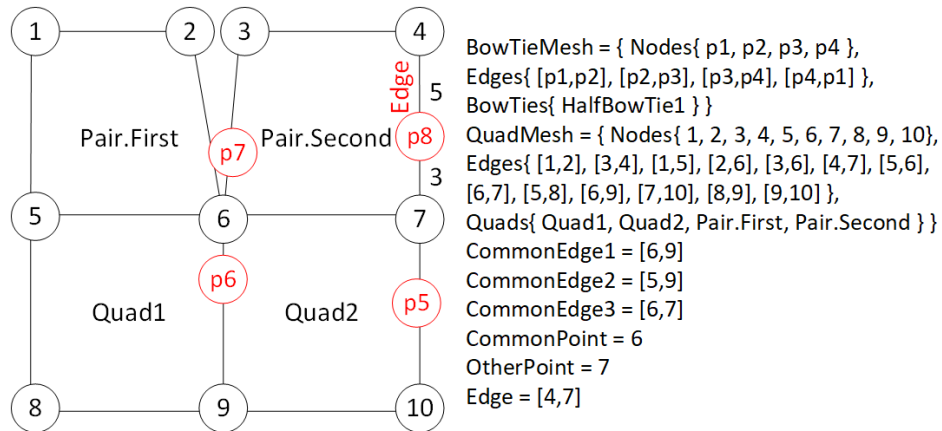 1
2
3
4
Edge
5
Pair.First
p7
Pair.Second
p8
3
5
6
7
p6
p5
Quad1
Quad2
8
9
10
BowTieMesh = { Nodes{ p1, p2, p3, p4 },
Edges{ [p1,p2], [p2,p3], [p3,p4], [p4,p1] },
BowTies{ HalfBowTie1 } }
QuadMesh = { Nodes{ 1, 2, 3, 4, 5, 6, 7, 8, 9, 10},
Edges{ [1,2], [3,4], [1,5], [2,6], [3,6], [4,7], [5,6],
[6,7], [5,8], [6,9], [7,10], [8,9], [9,10] },
Quads{ Quad1, Quad2, Pair.First, Pair.Second } }
CommonEdge1 = [6,9]
CommonEdge2 = [5,9]
CommonEdge3 = [6,7]
CommonPoint = 6
OtherPoint = 7
Edge = [4,7]